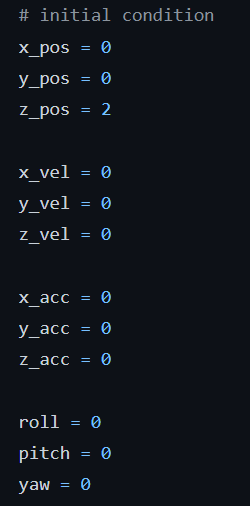 # initial condition
x_pos = 0
y_pos = 0
z_pos = 2
x_vel = 0
y_vel = 0
z_vel = 0
x_acc = 0
y_acc = 0
z_acc = 0
roll = 0
pitch = 0
yaw = 0